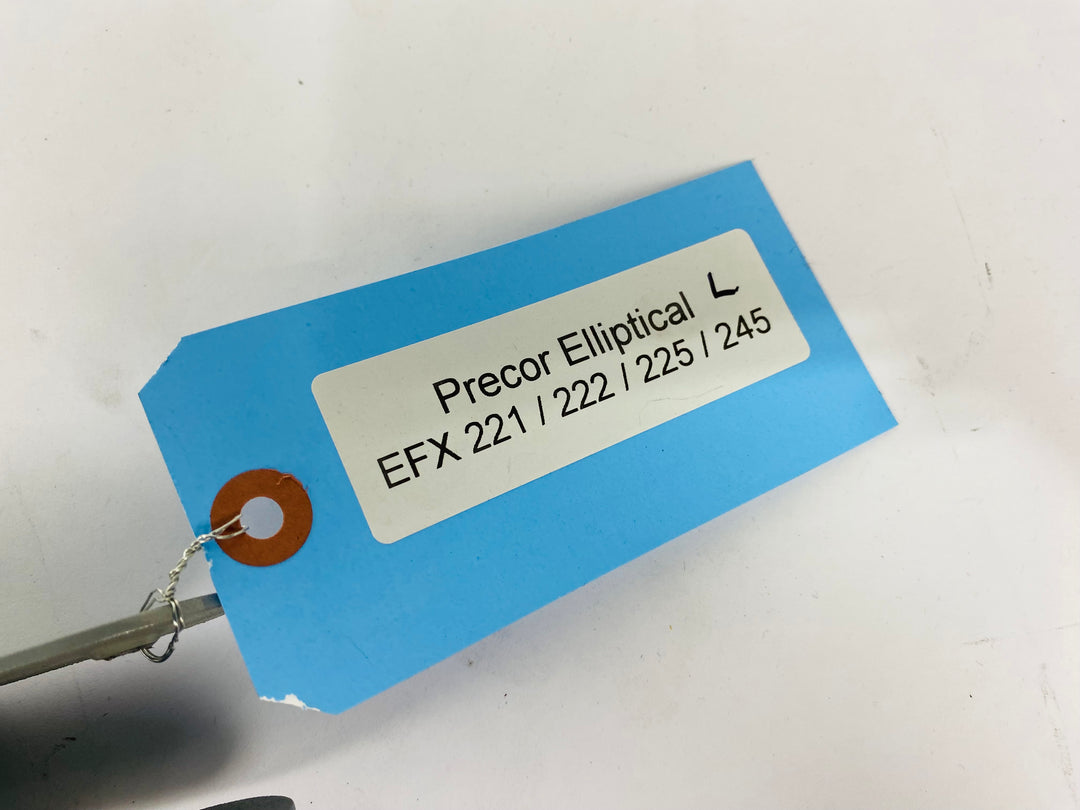 Precor Elliptical L
EFX 221 / 222 / 225 / 245